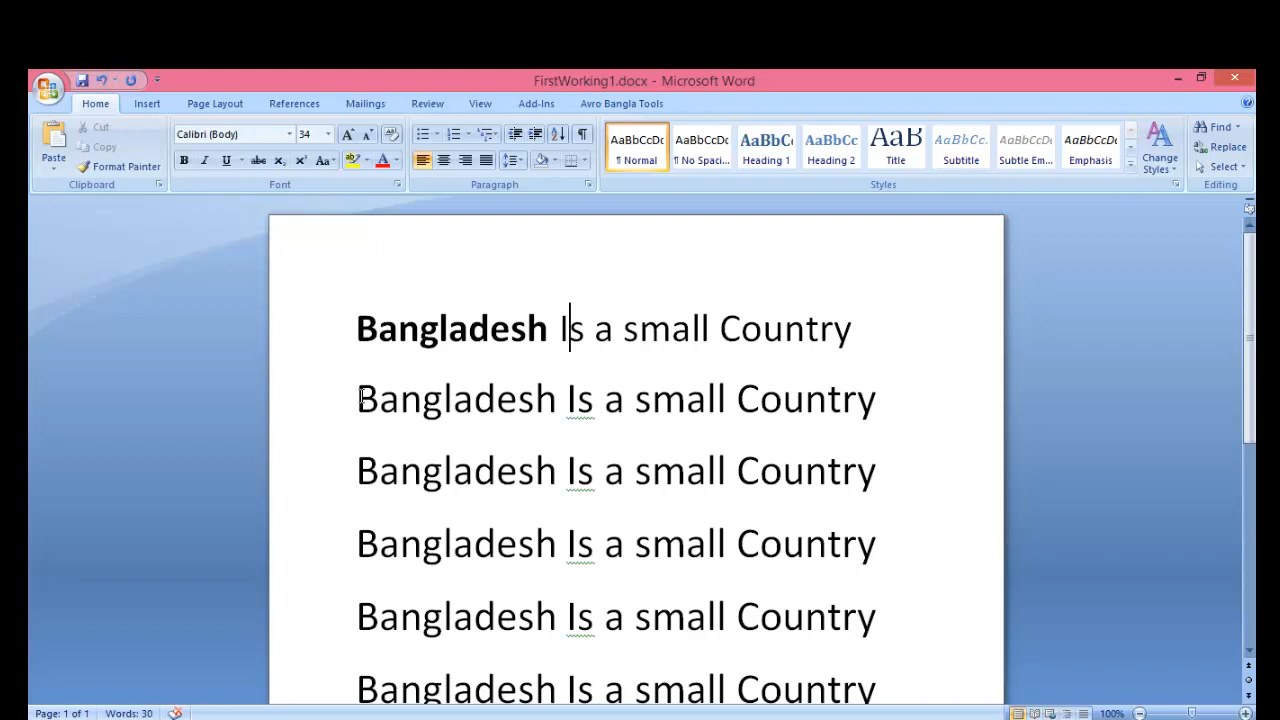 FirstWorking1.docx - Microsoft Word
Home Insert Page Layout References Mailings Review View Add-Ins Avro Bangla Tools
Paste
Cut
Copy
Format Painter
Clipboard
Calibri (Body) 34
Font
Paragraph
AaBbCcDc AaBbCcDc AaBbC AaBbCc AaB AaBbCc. AaBbCcD AaBbCcD
¶ Normal ¶ No Spaci... Heading 1 Heading 2 Title Subtitle Subtle Em... Emphasis
Change Styles
Styles
Find
Replace
Select
Editing
Bangladesh Is a small Country
Bangladesh Is a small Country
Bangladesh Is a small Country
Bangladesh Is a small Country
Bangladesh Is a small Country
Bangladesh Is a small Country
Page: 1 of 1 Words: 30 100%